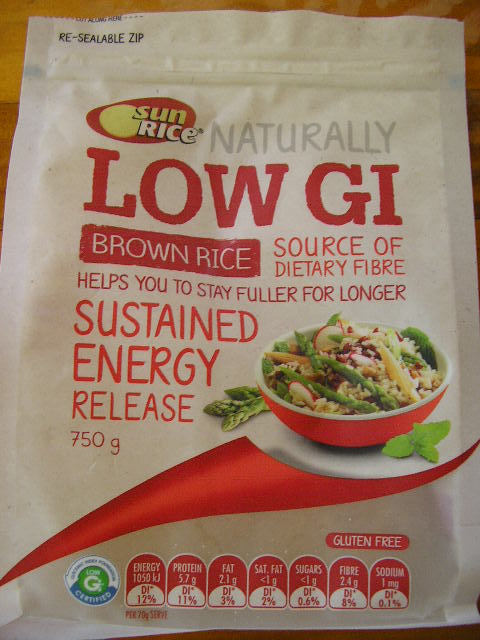 CUT ALONG HERE
RE-SEALABLE ZIP
sun
RICE®
NATURALLY
LOW GI
BROWN RICE
SOURCE OF
DIETARY FIBRE
HELPS YOU TO STAY FULLER FOR LONGER
SUSTAINED
ENERGY
RELEASE
750 g
GLUTEN FREE
LOW
G
CERTIFIED
ENERGY 1050 kJ DI* 12%
PROTEIN 5.7 g DI* 11%
FAT 2.1 g DI* 3%
SAT. FAT <1 g DI* 2%
SUGARS <1 g DI* 0.6%
FIBRE 2.4 g DI* 8%
SODIUM 1 mg DI* 0.1%
PER 70g SERVE